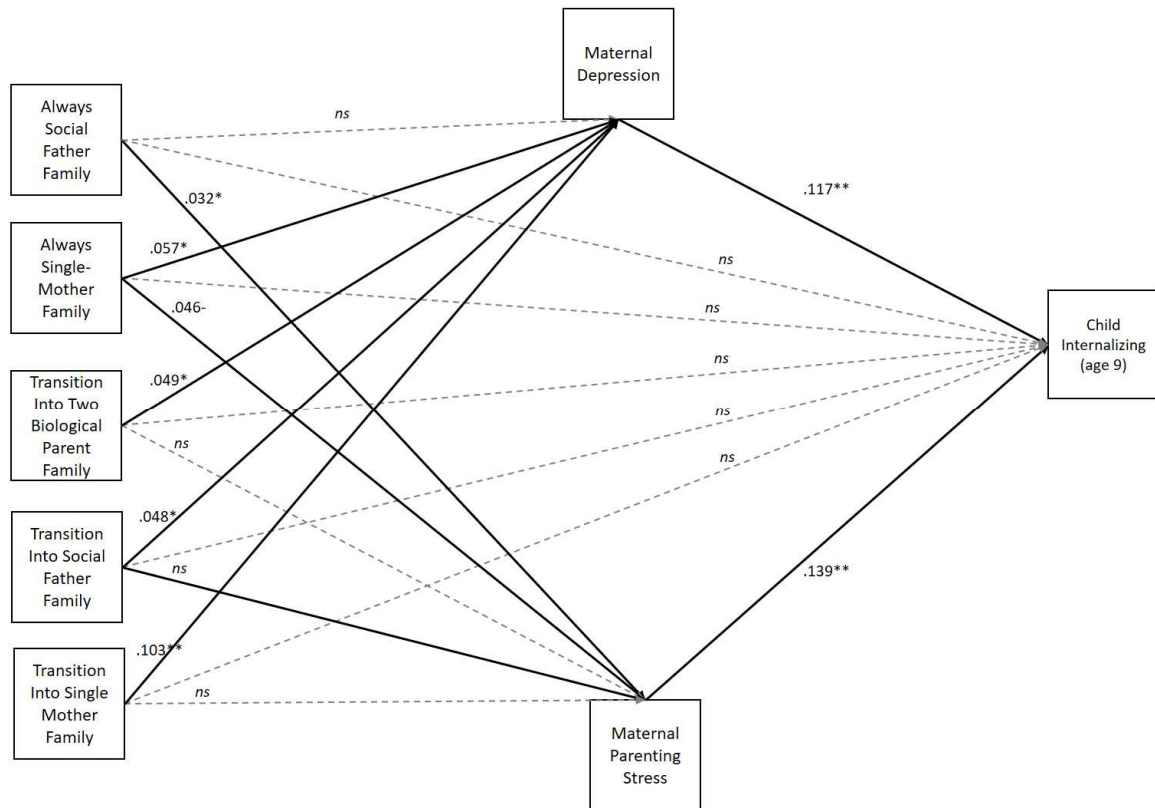 Maternal
Depression
Always
Social
Father
Family
ns
.032*
.117**
Always
Single-
Mother
Family
.057*
.046-
ns
ns
Child
Internalizing
(age 9)
Transition
Into Two
Biological
Parent
Family
.049*
ns
ns
ns
ns
Transition
Into Social
Father
Family
.048*
ns
.139**
Transition
Into Single
Mother
Family
.103**
ns
Maternal
Parenting
Stress